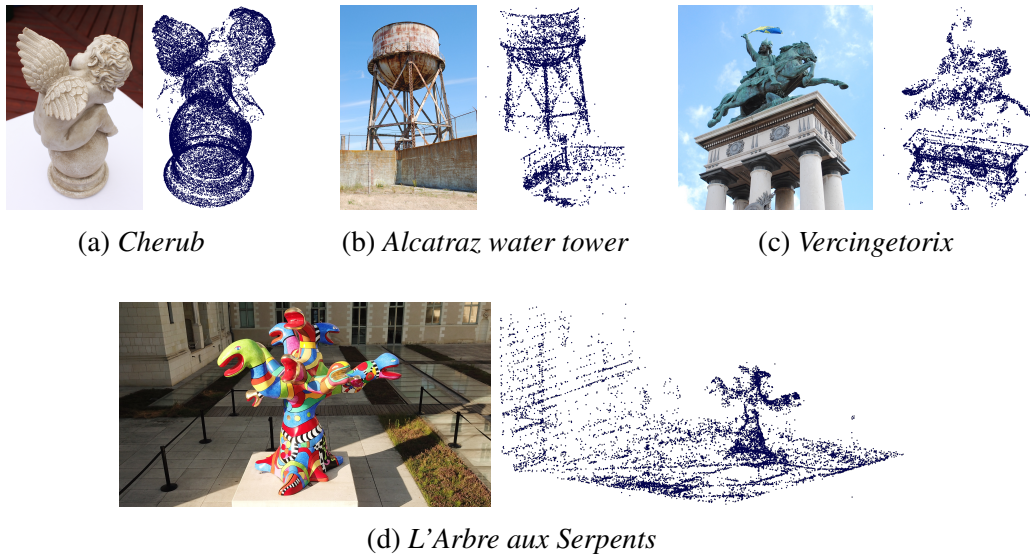 (a) Cherub
(b) Alcatraz water tower
(c) Vercingetorix
(d) L'Arbre aux Serpents